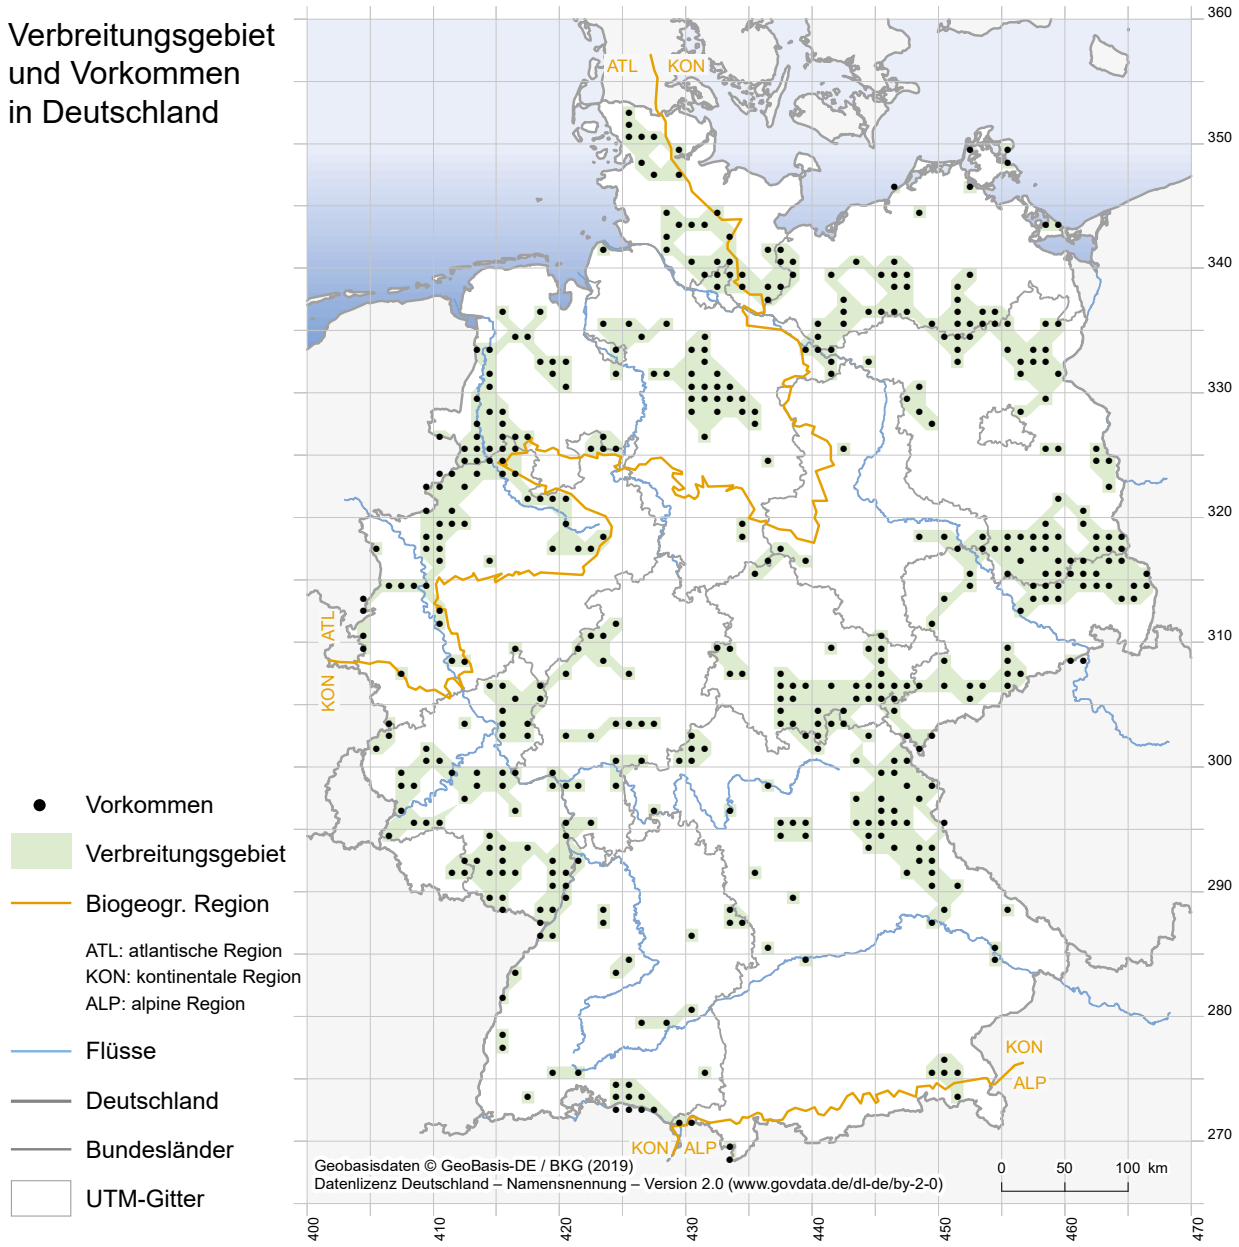 Verbreitungsgebiet
und Vorkommen
in Deutschland
ATL KON
360
350
340
330
320
310
300
290
280
270
ATL
KON
Vorkommen
Verbreitungsgebiet
Biogeogr. Region
ATL: atlantische Region
KON: kontinentale Region
ALP: alpine Region
Flüsse
Deutschland
Bundesländer
UTM-Gitter
KON
ALP
KON ALP
Geobasisdaten © GeoBasis-DE / BKG (2019)
Datenlizenz Deutschland – Namensnennung – Version 2.0 (www.govdata.de/dl-de/by-2-0)
0 50 100 km
400 410 420 430 440 450 460 470